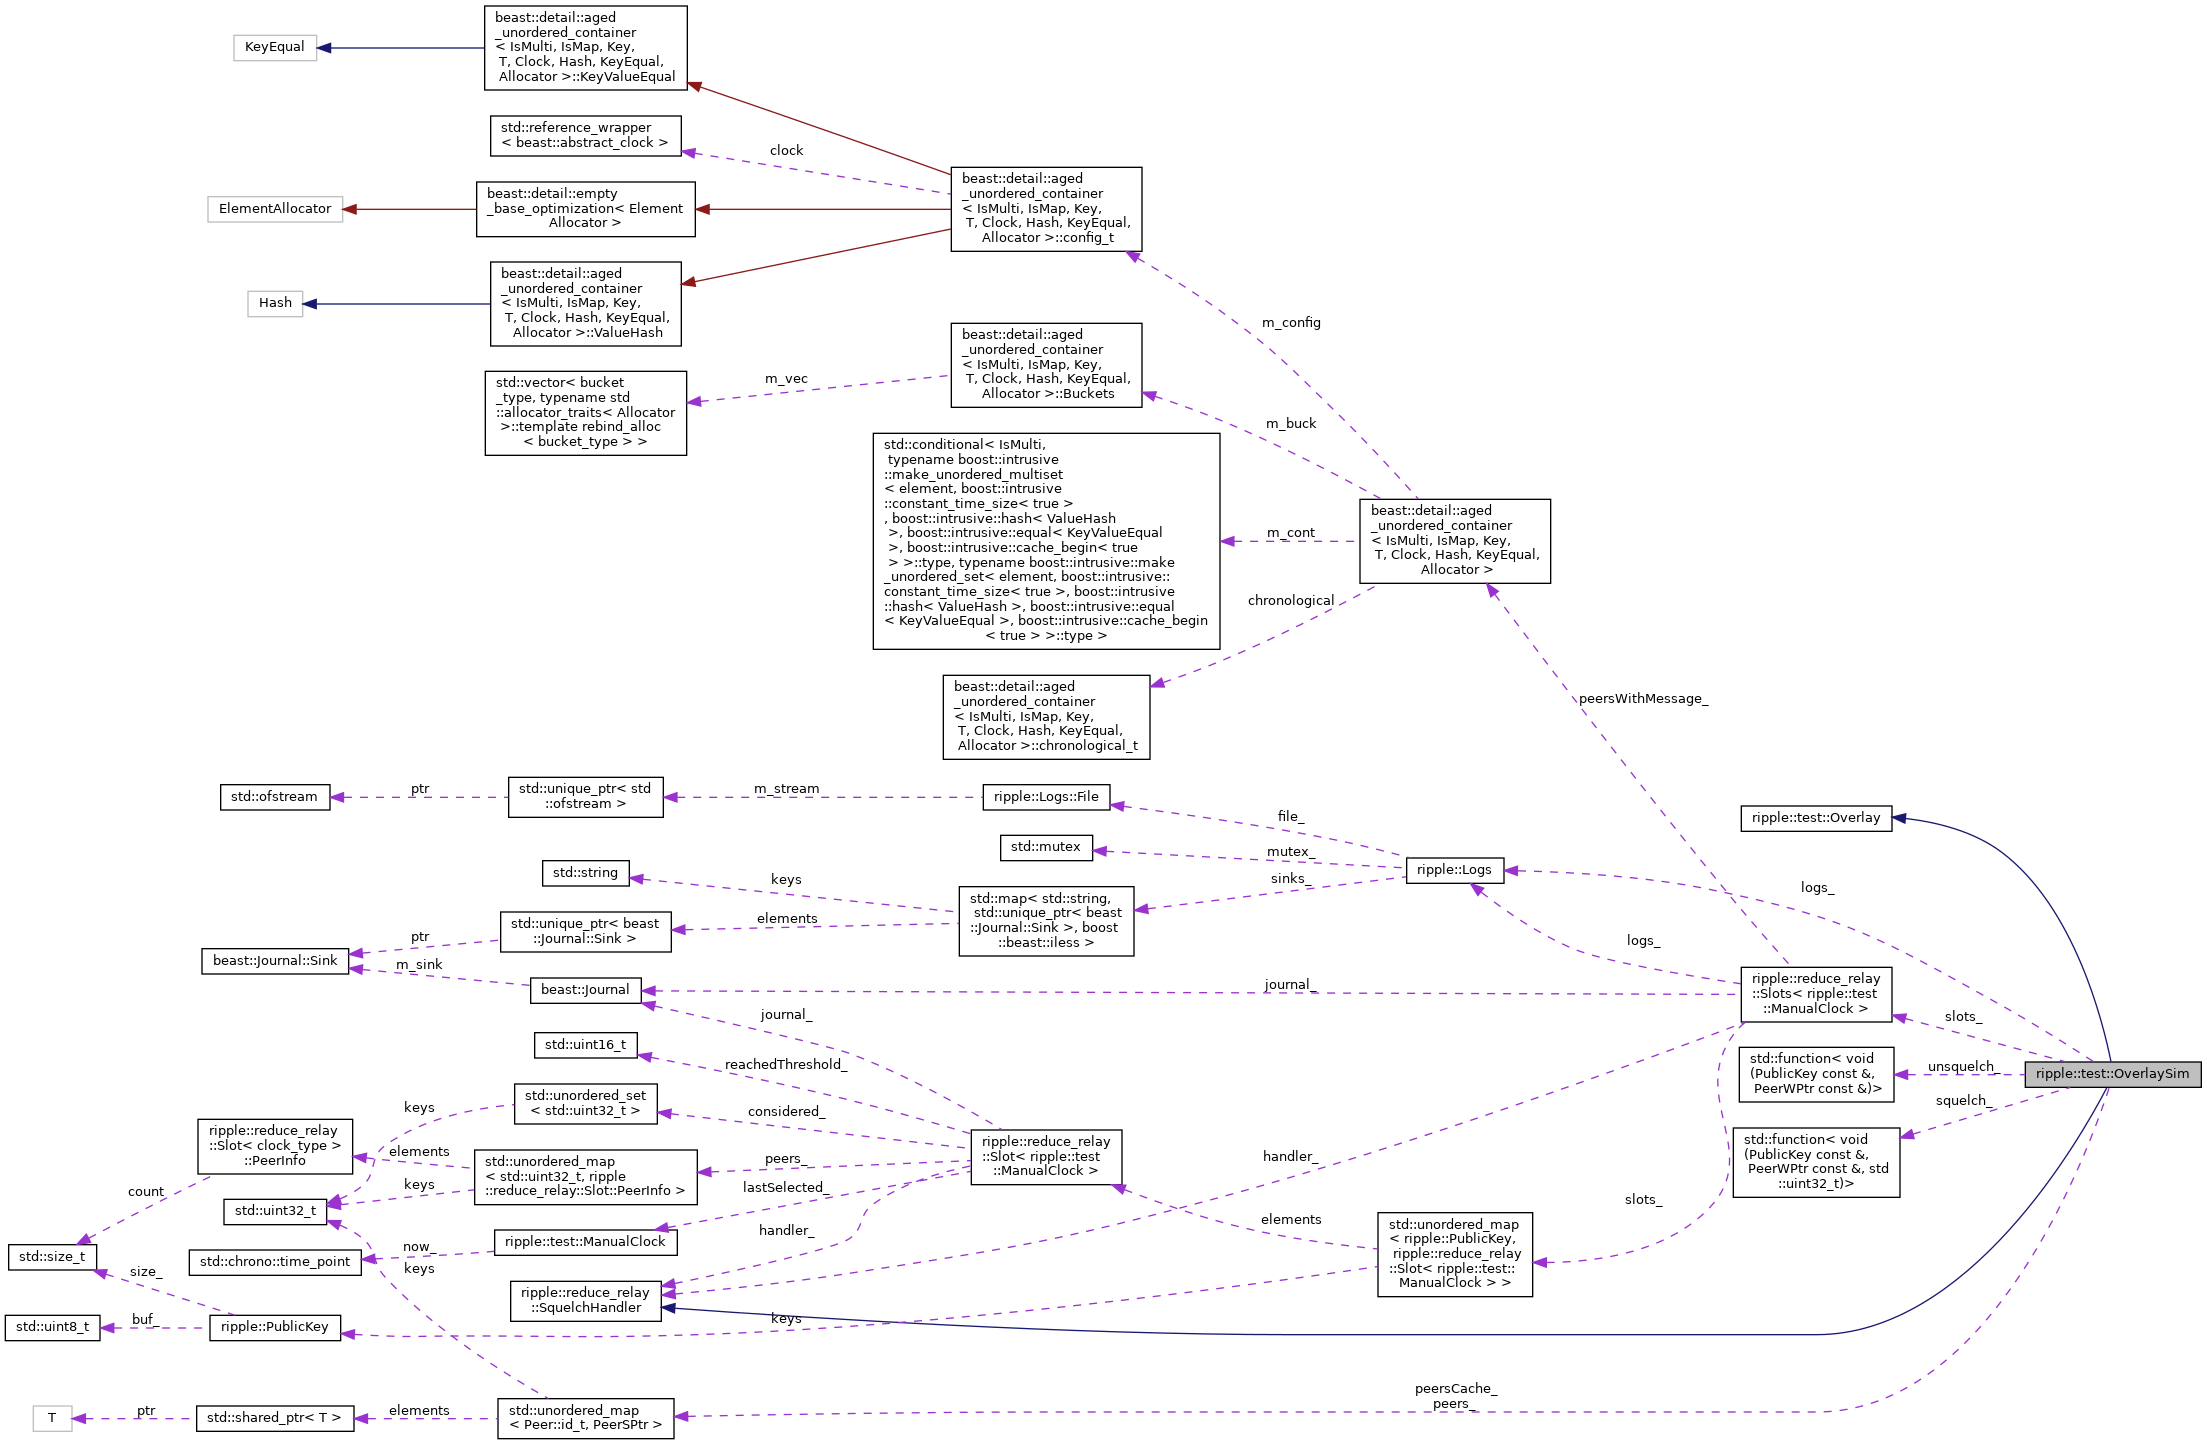 beast::detail::aged
_unordered_container
< IsMulti, IsMap, Key,
T, Clock, Hash, KeyEqual,
Allocator >::KeyValueEqual
KeyEqual
std::reference_wrapper
< beast::abstract_clock >
clock
beast::detail::aged
_unordered_container
< IsMulti, IsMap, Key,
T, Clock, Hash, KeyEqual,
Allocator >::config_t
ElementAllocator
beast::detail::empty
_base_optimization< Element
Allocator >
beast::detail::aged
_unordered_container
< IsMulti, IsMap, Key,
T, Clock, Hash, KeyEqual,
Allocator >::ValueHash
Hash
m_config
beast::detail::aged
_unordered_container
< IsMulti, IsMap, Key,
T, Clock, Hash, KeyEqual,
Allocator >::Buckets
m_vec
std::vector< bucket
_type, typename std
::allocator_traits< Allocator
>::template rebind_alloc
< bucket_type > >
m_buck
std::conditional< IsMulti,
typename boost::intrusive
::make_unordered_multiset
< element, boost::intrusive
::constant_time_size< true >
, boost::intrusive::hash< ValueHash
>, boost::intrusive::equal< KeyValueEqual
>, boost::intrusive::cache_begin< true
> >::type, typename boost::intrusive::make
_unordered_set< element, boost::intrusive::
constant_time_size< true >, boost::intrusive
::hash< ValueHash >, boost::intrusive::equal
< KeyValueEqual >, boost::intrusive::cache_begin
< true > >::type >
m_cont
beast::detail::aged
_unordered_container
< IsMulti, IsMap, Key,
T, Clock, Hash, KeyEqual,
Allocator >
chronological
beast::detail::aged
_unordered_container
< IsMulti, IsMap, Key,
T, Clock, Hash, KeyEqual,
Allocator >::chronological_t
peersWithMessage_
std::ofstream
ptr
std::unique_ptr< std
::ofstream >
m_stream
ripple::Logs::File
file_
ripple::test::Overlay
std::mutex
mutex_
ripple::Logs
sinks_
logs_
std::string
keys
std::map< std::string,
std::unique_ptr< beast
::Journal::Sink >, boost
::beast::iless >
elements
std::unique_ptr< beast
::Journal::Sink >
ptr
beast::Journal::Sink
m_sink
beast::Journal
logs_
journal_
ripple::reduce_relay
::Slots< ripple::test
::ManualClock >
slots_
journal_
std::uint16_t
reachedThreshold_
std::function< void
(PublicKey const &,
PeerWPtr const &)>
unsquelch_
ripple::test::OverlaySim
squelch_
std::function< void
(PublicKey const &,
PeerWPtr const &, std
::uint32_t)>
std::unordered_set
< std::uint32_t >
keys
considered_
ripple::reduce_relay
::Slot< clock_type >
::PeerInfo
elements
std::unordered_map
< std::uint32_t, ripple
::reduce_relay::Slot::PeerInfo >
keys
peers_
ripple::reduce_relay
::Slot< ripple::test
::ManualClock >
handler_
lastSelected_
count
std::uint32_t
slots_
std::size_t
std::chrono::time_point
now_
keys
ripple::test::ManualClock
handler_
elements
std::unordered_map
< ripple::PublicKey,
ripple::reduce_relay
::Slot< ripple::test::
ManualClock > >
size_
ripple::reduce_relay
::SquelchHandler
std::uint8_t
buf_
ripple::PublicKey
keys
peersCache_
peers_
T
ptr
std::shared_ptr< T >
elements
std::unordered_map
< Peer::id_t, PeerSPtr >